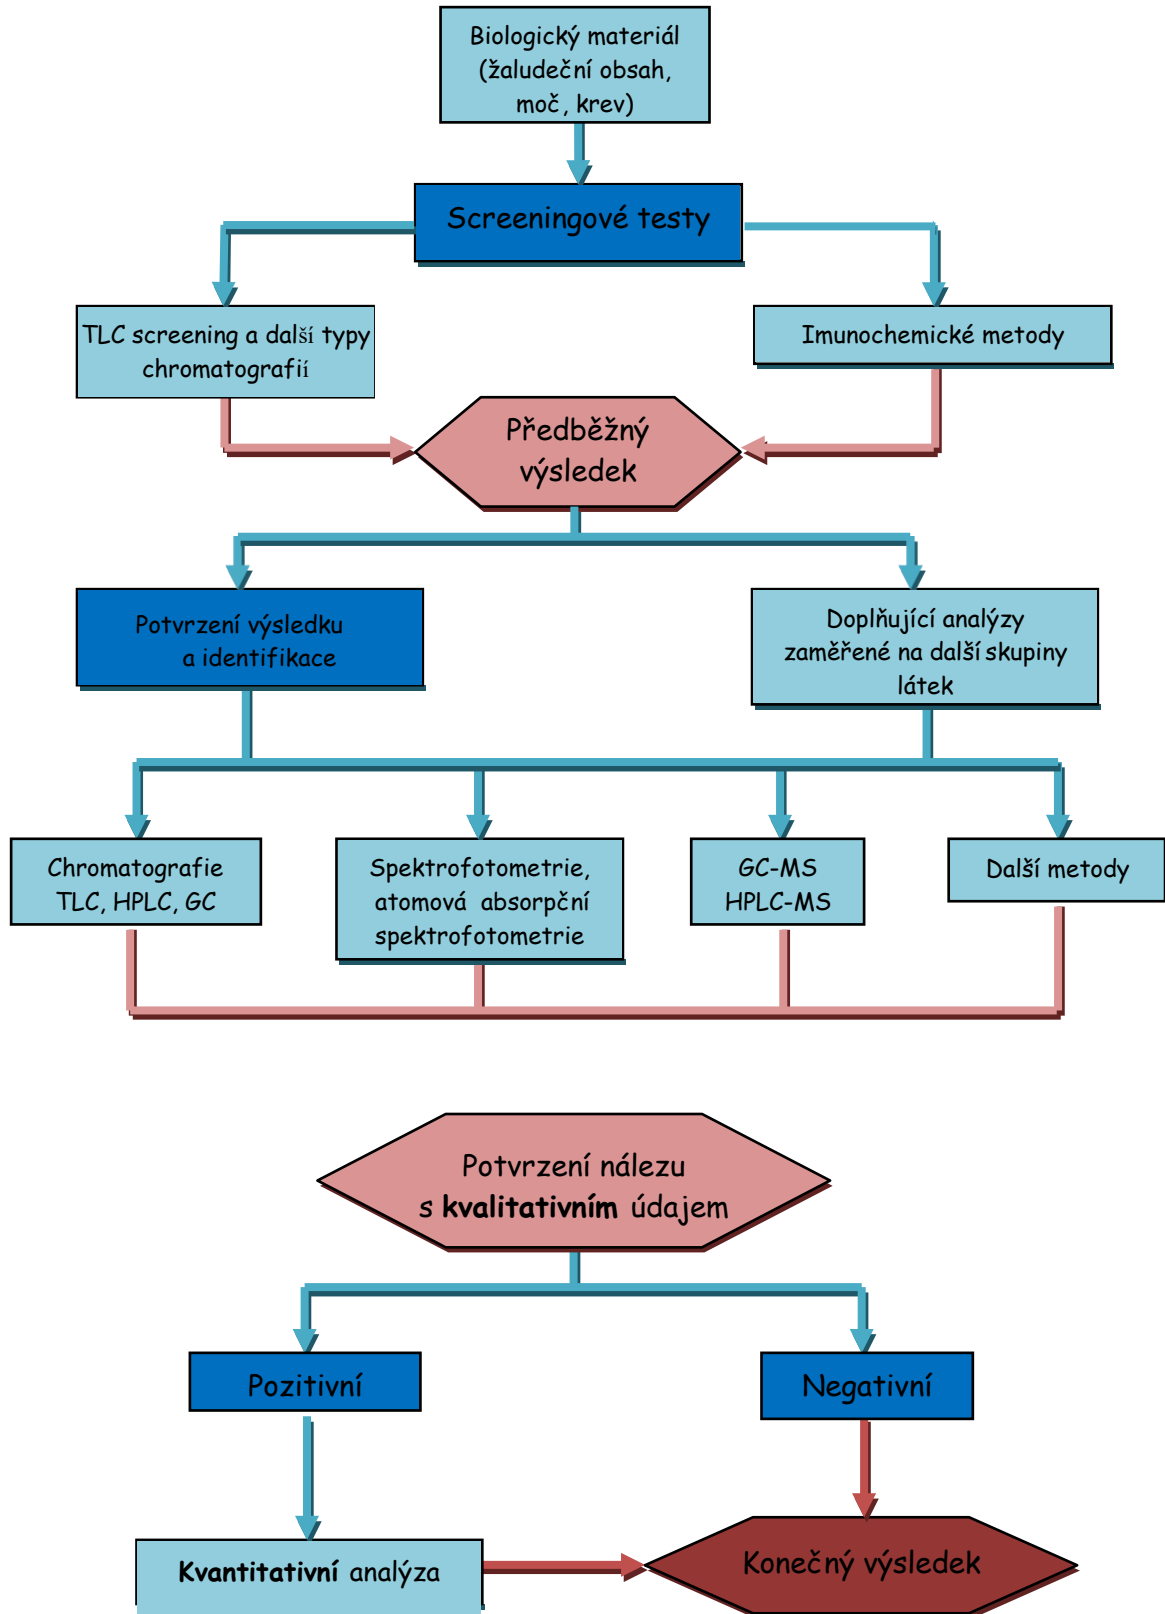 Biologický materiál
(žaludeční obsah,
moč, krev)
Screeningové testy
TLC screening a další typy
chromatografií
Imunochemické metody
Předběžný
výsledek
Potvrzení výsledku
a identifikace
Doplňující analýzy
zaměřené na další skupiny
látek
Chromatografie
TLC, HPLC, GC
Spektrofotometrie,
atomová absorpční
spektrofotometrie
GC-MS
HPLC-MS
Další metody
Potvrzení nálezu
s kvalitativním údajem
Pozitivní
Negativní
Kvantitativní analýza
Konečný výsledek